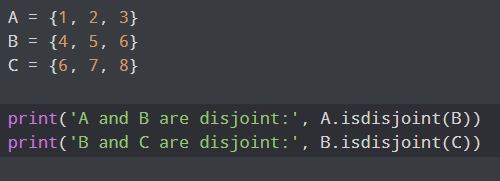 A = {1, 2, 3}
B = {4, 5, 6}
C = {6, 7, 8}
print('A and B are disjoint:', A.isdisjoint(B))
print('B and C are disjoint:', B.isdisjoint(C))